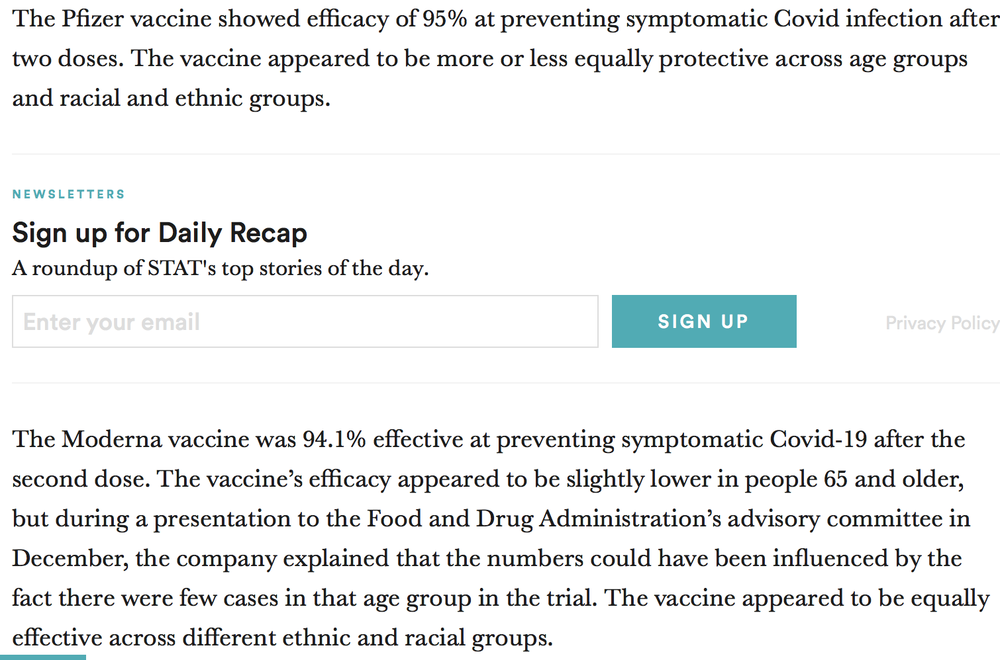 The Pfizer vaccine showed efficacy of 95% at preventing symptomatic Covid infection after
two doses. The vaccine appeared to be more or less equally protective across age groups
and racial and ethnic groups.
NEWSLETTERS
Sign up for Daily Recap
A roundup of STAT's top stories of the day.
Enter your email
SIGN UP
Privacy Policy
The Moderna vaccine was 94.1% effective at preventing symptomatic Covid-19 after the
second dose. The vaccine’s efficacy appeared to be slightly lower in people 65 and older,
but during a presentation to the Food and Drug Administration’s advisory committee in
December, the company explained that the numbers could have been influenced by the
fact there were few cases in that age group in the trial. The vaccine appeared to be equally
effective across different ethnic and racial groups.